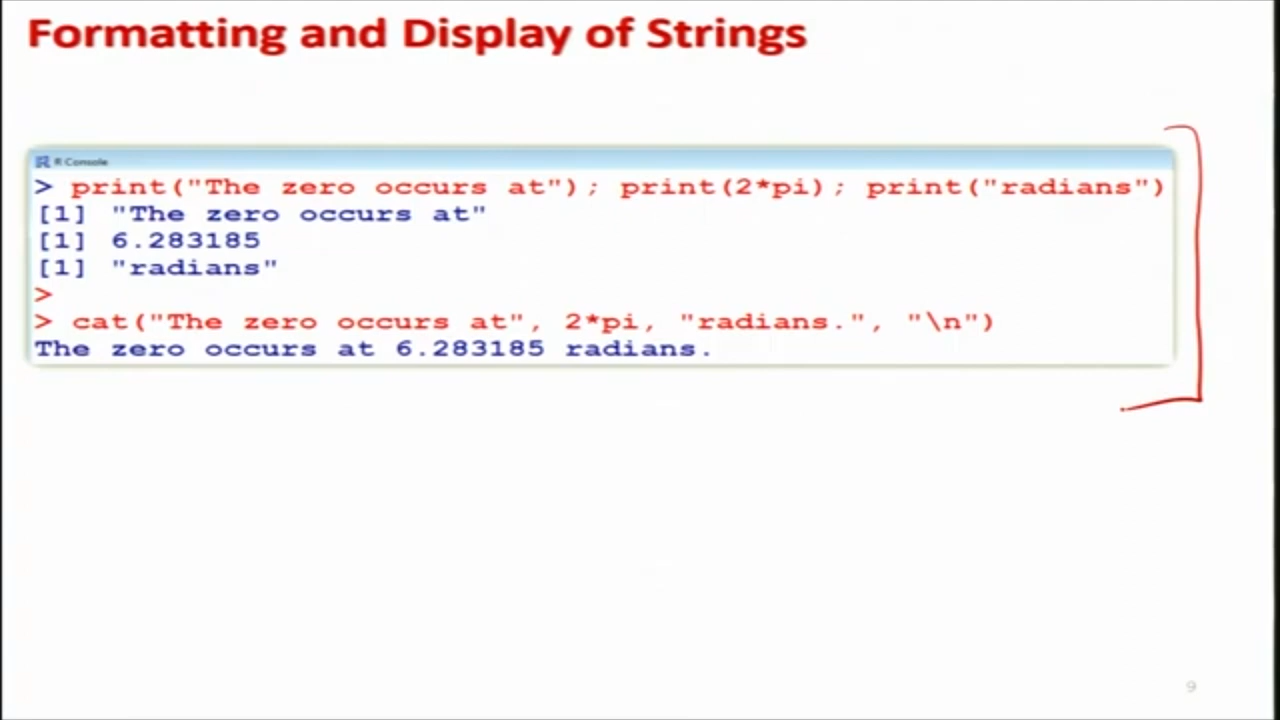 Formatting and Display of Strings
R Console
> print("The zero occurs at"); print(2*pi); print("radians")
[1] "The zero occurs at"
[1] 6.283185
[1] "radians"
>
> cat("The zero occurs at", 2*pi, "radians.", "\n")
The zero occurs at 6.283185 radians.
9